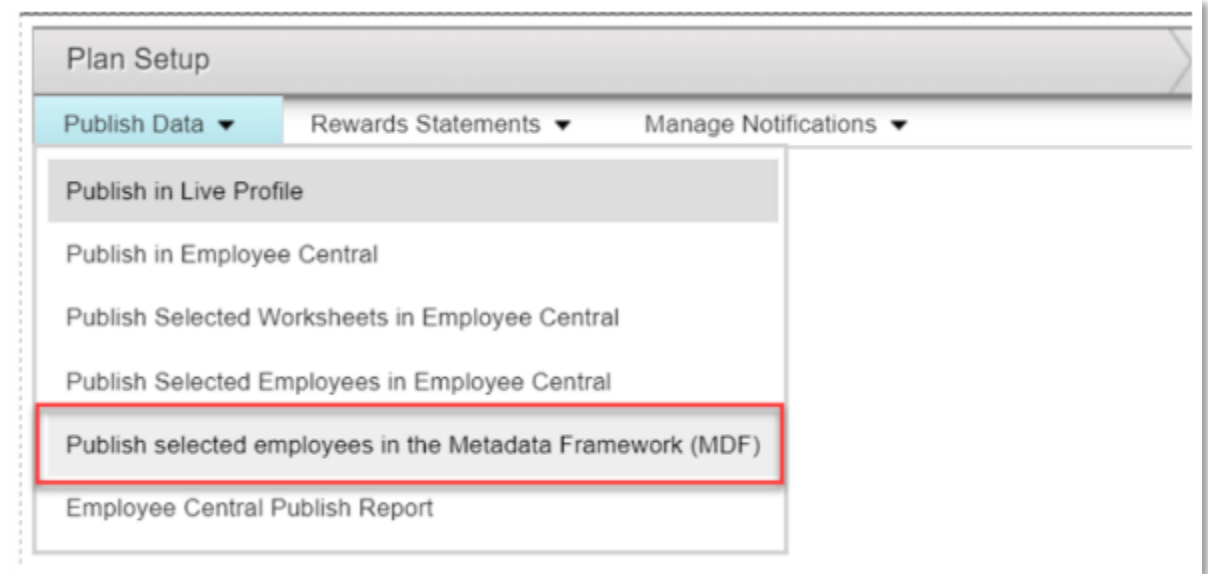 Plan Setup
Publish Data Rewards Statements Manage Notifications
Publish in Live Profile
Publish in Employee Central
Publish Selected Worksheets in Employee Central
Publish Selected Employees in Employee Central
Publish selected employees in the Metadata Framework (MDF)
Employee Central Publish Report